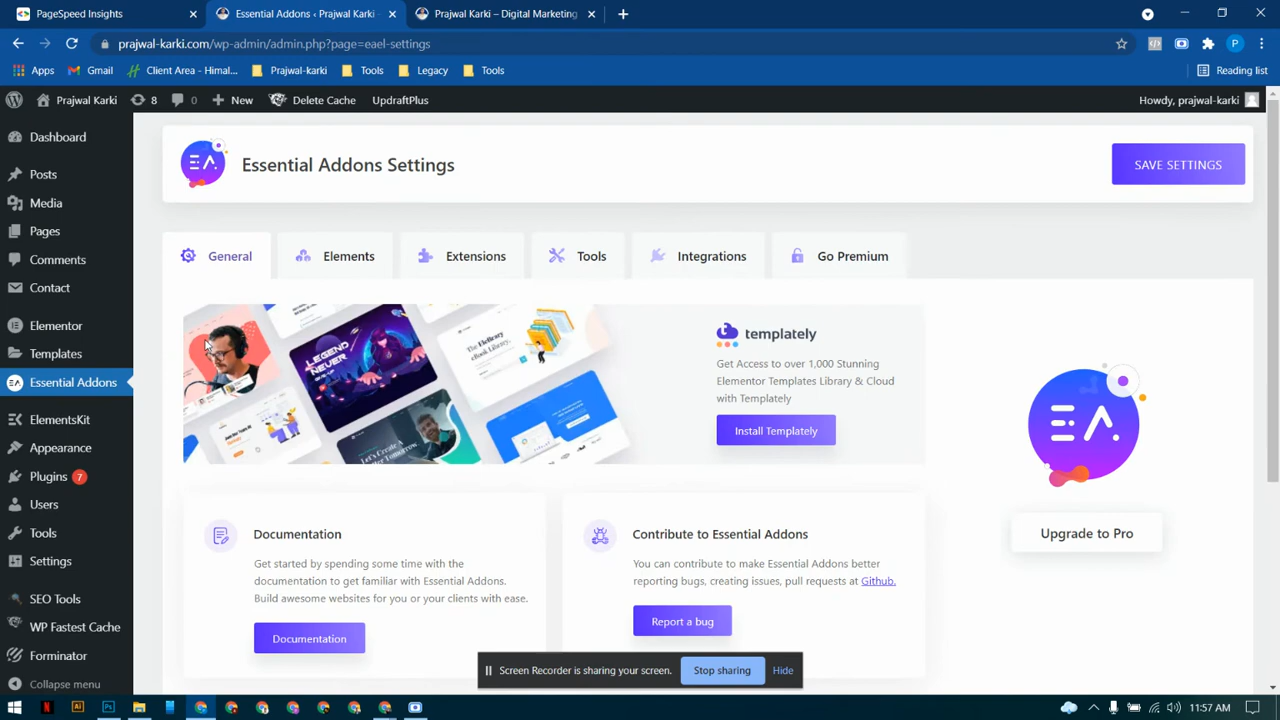 PageSpeed Insights
Essential Addons ‹ Prajwal Karki -
Prajwal Karki – Digital Marketing
prajwal-karki.com/wp-admin/admin.php?page=eael-settings
P
Apps
Gmail
Client Area - Himal...
Prajwal-karki
Tools
Legacy
Tools
Reading list
Prajwal Karki
8
0
New
Delete Cache
UpdraftPlus
Howdy, prajwal-karki
Dashboard
Posts
Media
Pages
Comments
Contact
Elementor
Templates
Essential Addons
ElementsKit
Appearance
Plugins 7
Users
Tools
Settings
SEO Tools
WP Fastest Cache
Forminator
Collapse menu
EA
Essential Addons Settings
SAVE SETTINGS
General
Elements
Extensions
Tools
Integrations
Go Premium
LEGEND
NEVER
templately
Get Access to over 1,000 Stunning
Elementor Templates Library & Cloud
with Templately
Install Templately
Documentation
Get started by spending some time with the
documentation to get familiar with Essential Addons.
Build awesome websites for you or your clients with ease.
Documentation
Contribute to Essential Addons
You can contribute to make Essential Addons better
reporting bugs, creating issues, pull requests at Github.
Report a bug
EA
Upgrade to Pro
Screen Recorder is sharing your screen.
Stop sharing
Hide
11:57 AM